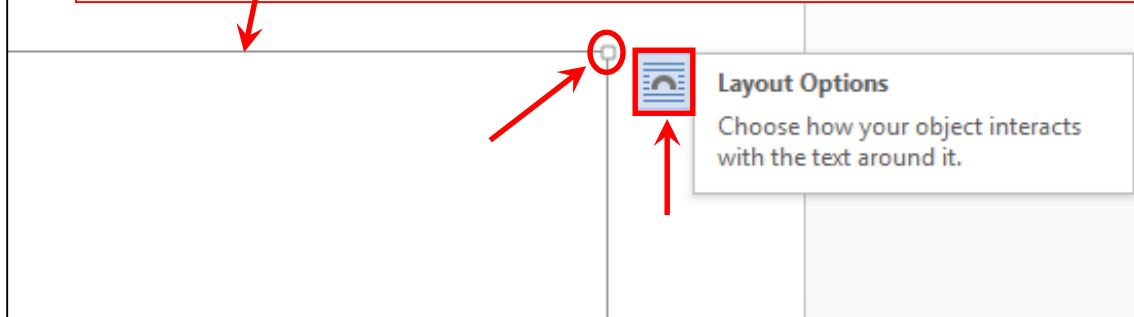 Layout Options
Choose how your object interacts
with the text around it.